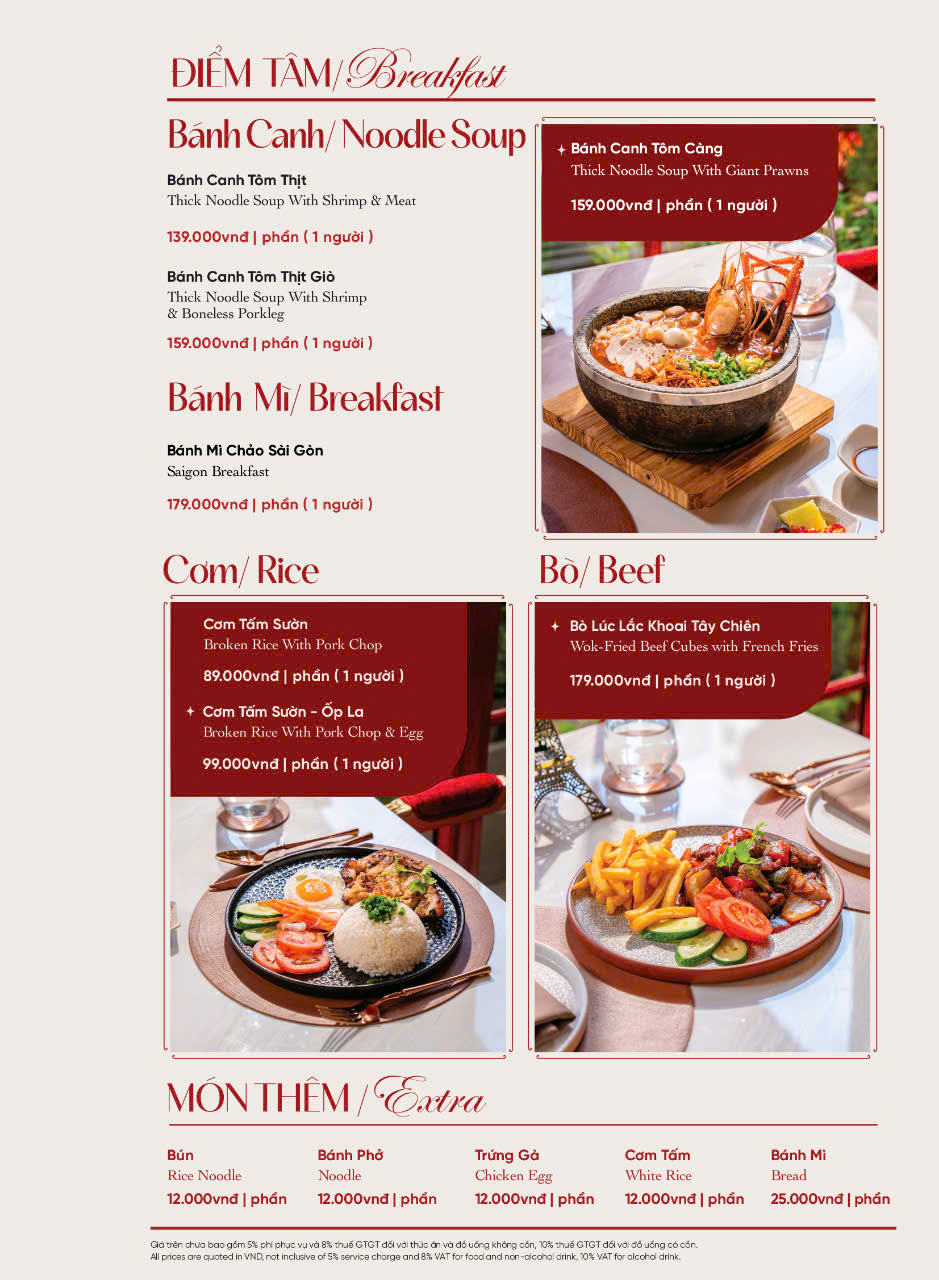 ĐIỂM TÂM/ Breakfast
Bánh Canh/ Noodle Soup
Bánh Canh Tôm Thịt
Thick Noodle Soup With Shrimp & Meat
139.000vnđ | phần ( 1 người )
Bánh Canh Tôm Thịt Giò
Thick Noodle Soup With Shrimp
& Boneless Porkleg
159.000vnđ | phần ( 1 người )
Bánh Canh Tôm Càng
Thick Noodle Soup With Giant Prawns
159.000vnđ | phần ( 1 người )
Bánh Mì/ Breakfast
Bánh Mì Chảo Sài Gòn
Saigon Breakfast
179.000vnđ | phần ( 1 người )
Cơm/ Rice
Cơm Tấm Sườn
Broken Rice With Pork Chop
89.000vnđ | phần ( 1 người )
Cơm Tấm Sườn - Ốp La
Broken Rice With Pork Chop & Egg
99.000vnđ | phần ( 1 người )
Bò/ Beef
Bò Lúc Lắc Khoai Tây Chiên
Wok-Fried Beef Cubes with French Fries
179.000vnđ | phần ( 1 người )
MÓN THÊM / Extra
Bún
Rice Noodle
12.000vnđ | phần
Bánh Phở
Noodle
12.000vnđ | phần
Trứng Gà
Chicken Egg
12.000vnđ | phần
Cơm Tấm
White Rice
12.000vnđ | phần
Bánh Mì
Bread
25.000vnđ | phần
Giá trên chưa bao gồm 5% phí phục vụ và 8% thuế GTGT đối với thức ăn và đồ uống không cồn, 10% thuế GTGT đối với đồ uống có cồn.
All prices are quoted in VND, not inclusive of 5% service charge and 8% VAT for food and non-alcohol drink, 10% VAT for alcohol drink.